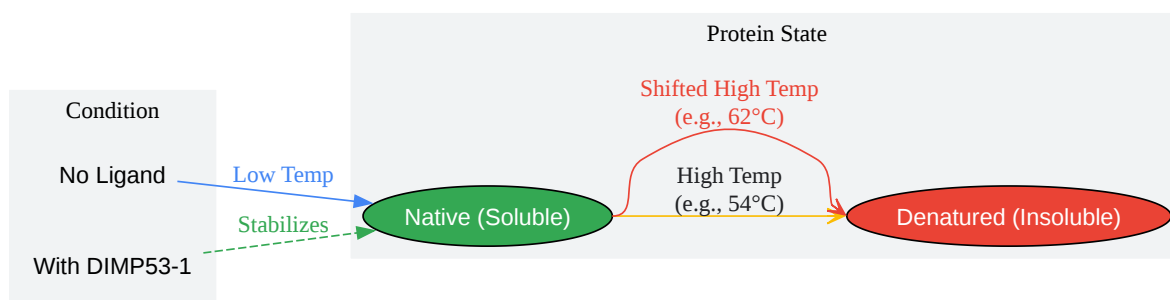 Protein State
Condition
Shifted High Temp
(e.g., 62°C)
No Ligand
Low Temp
High Temp
(e.g., 54°C)
Native (Soluble)
Denatured (Insoluble)
Stabilizes
With DIMP53-1